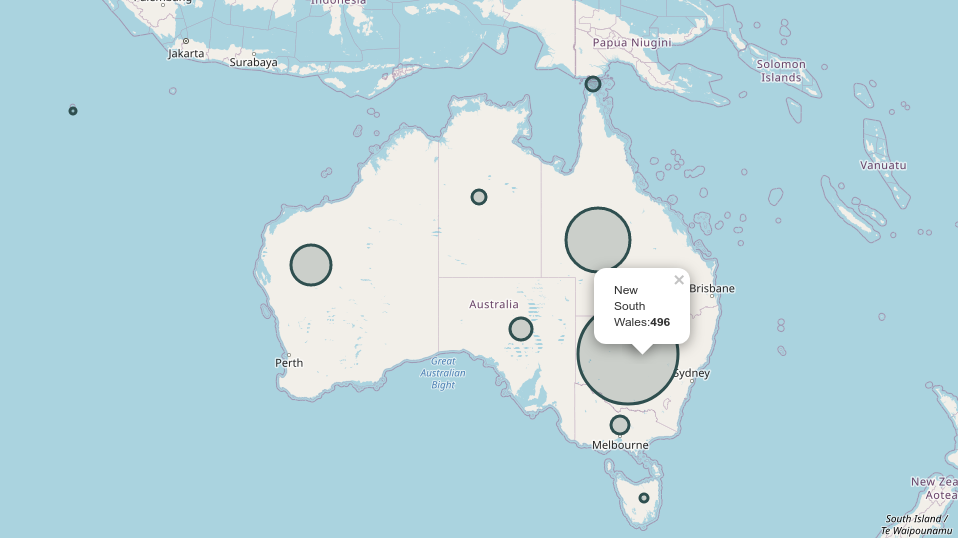 Indonesia
Jakarta
Surabaya
Papua Niugini
Solomon
Islands
Vanuatu
×
New
South
Wales:496
Brisbane
Australia
Great
Australian
Bight
Perth
Sydney
Melbourne
New Zea
Aotea
South Island /
Te Waipounamu